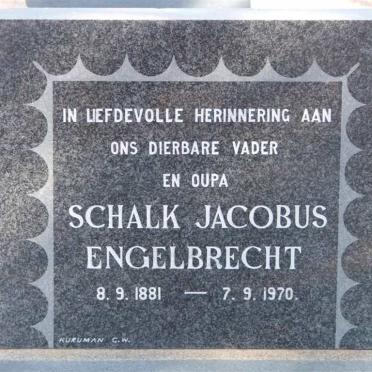 IN LIEFDEVOLLE HERINNERING AAN
ONS DIERBARE VADER
EN OUPA
SCHALK JACOBUS
ENGELBRECHT
8. 9. 1881 — 7. 9. 1970.
KURUMAN C.W.